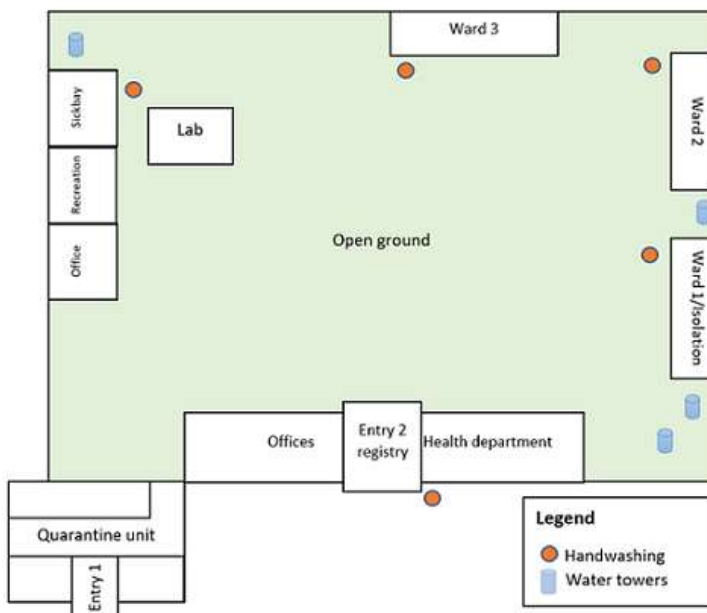 Ward 3
Sickbay
Lab
Ward 2
Recreation
Open ground
Office
Ward 1/Isolation
Offices
Entry 2
registry
Health department
Quarantine unit
Entry 1
Legend
Handwashing
Water towers